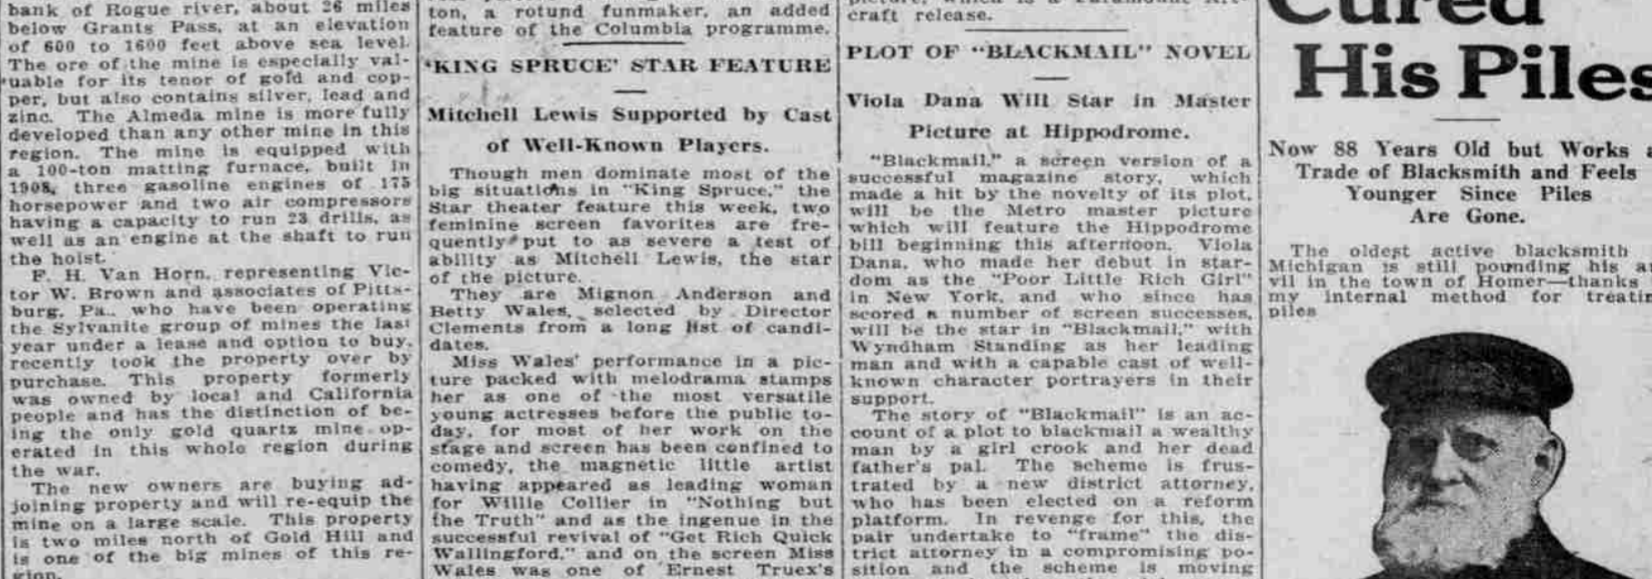 bank of Rogue river, about 26 miles
below Grants Pass, at an elevation
of 600 to 1600 feet above sea level.
The ore of the mine is especially val-
uable for its tenor of gold and cop-
per, but also contains silver, lead and
zinc. The Almeda mine is more fully
developed than any other mine in this
region. The mine is equipped with
a 100-ton matting furnace, built in
1908, three gasoline engines of 175
horsepower and two air compressors
having a capacity to run 23 drills, as
well as an engine at the shaft to run
the hoist.
F. H. Van Horn, representing Vic-
tor W. Brown and associates of Pitts-
burg, Pa., who have been operating
the Sylvanite group of mines the last
year under a lease and option to buy,
recently took the property over by
purchase. This property formerly
was owned by local and California
people and has the distinction of be-
ing the only gold quartz mine op-
erated in this whole region during
the war.
The new owners are buying ad-
joining property and will re-equip the
mine on a large scale. This property
is two miles north of Gold Hill and
is one of the big mines of this re-
gion.
ton, a rotund funmaker, an added
feature of the Columbia programme.
'KING SPRUCE' STAR FEATURE
Mitchell Lewis Supported by Cast
of Well-Known Players.
Though men dominate most of the
big situations in "King Spruce," the
Star theater feature this week, two
feminine screen favorites are fre-
quently put to as severe a test of
ability as Mitchell Lewis, the star
of the picture.
They are Mignon Anderson and
Betty Wales, selected by Director
Clements from a long list of candi-
dates.
Miss Wales' performance in a pic-
ture packed with melodrama stamps
her as one of the most versatile
young actresses before the public to-
day, for most of her work on the
stage and screen has been confined to
comedy, the magnetic little artist
having appeared as leading woman
for Willie Collier in "Nothing but
the Truth" and as the ingenue in the
successful revival of "Get Rich Quick
Wallingford," and on the screen Miss
Wales was one of Ernest Truex's
craft release.
PLOT OF "BLACKMAIL" NOVEL
Viola Dana Will Star in Master
Picture at Hippodrome.
"Blackmail," a screen version of a
successful magazine story, which
made a hit by the novelty of its plot,
will be the Metro master picture
which will feature the Hippodrome
bill beginning this afternoon. Viola
Dana, who made her debut in star-
dom as the "Poor Little Rich Girl"
in New York, and who since has
scored a number of screen successes,
will be the star in "Blackmail," with
Wyndham Standing as her leading
man and with a capable cast of well-
known character portrayers in their
support.
The story of "Blackmail" is an ac-
count of a plot to blackmail a wealthy
man by a girl crook and her dead
father's pal. The scheme is frus-
trated by a new district attorney,
who has been elected on a reform
platform. In revenge for this, the
pair undertake to "frame" the dis-
trict attorney in a compromising po-
sition and the scheme is moving
Cured
His Piles
Now 88 Years Old but Works
Trade of Blacksmith and Feels
Younger Since Piles
Are Gone.
The oldest active blacksmith
Michigan is still pounding his an
vil in the town of Homer—thanks
my internal method for treatin
piles